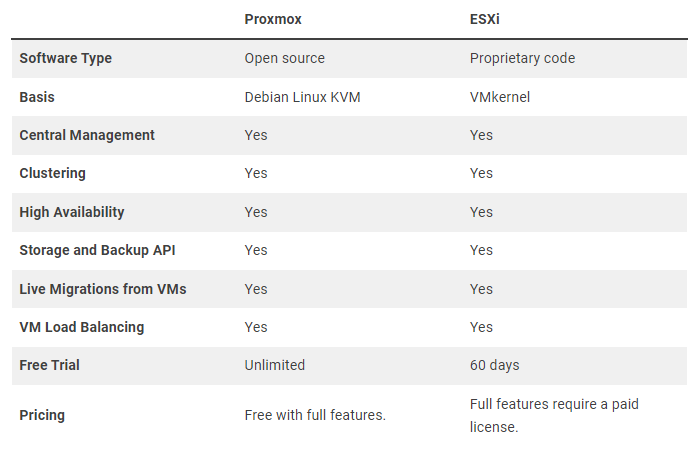 Proxmox ESXi
Software Type Open source Proprietary code
Basis Debian Linux KVM VMkernel
Central Management Yes Yes
Clustering Yes Yes
High Availability Yes Yes
Storage and Backup API Yes Yes
Live Migrations from VMs Yes Yes
VM Load Balancing Yes Yes
Free Trial Unlimited 60 days
Pricing Free with full features. Full features require a paid
license.